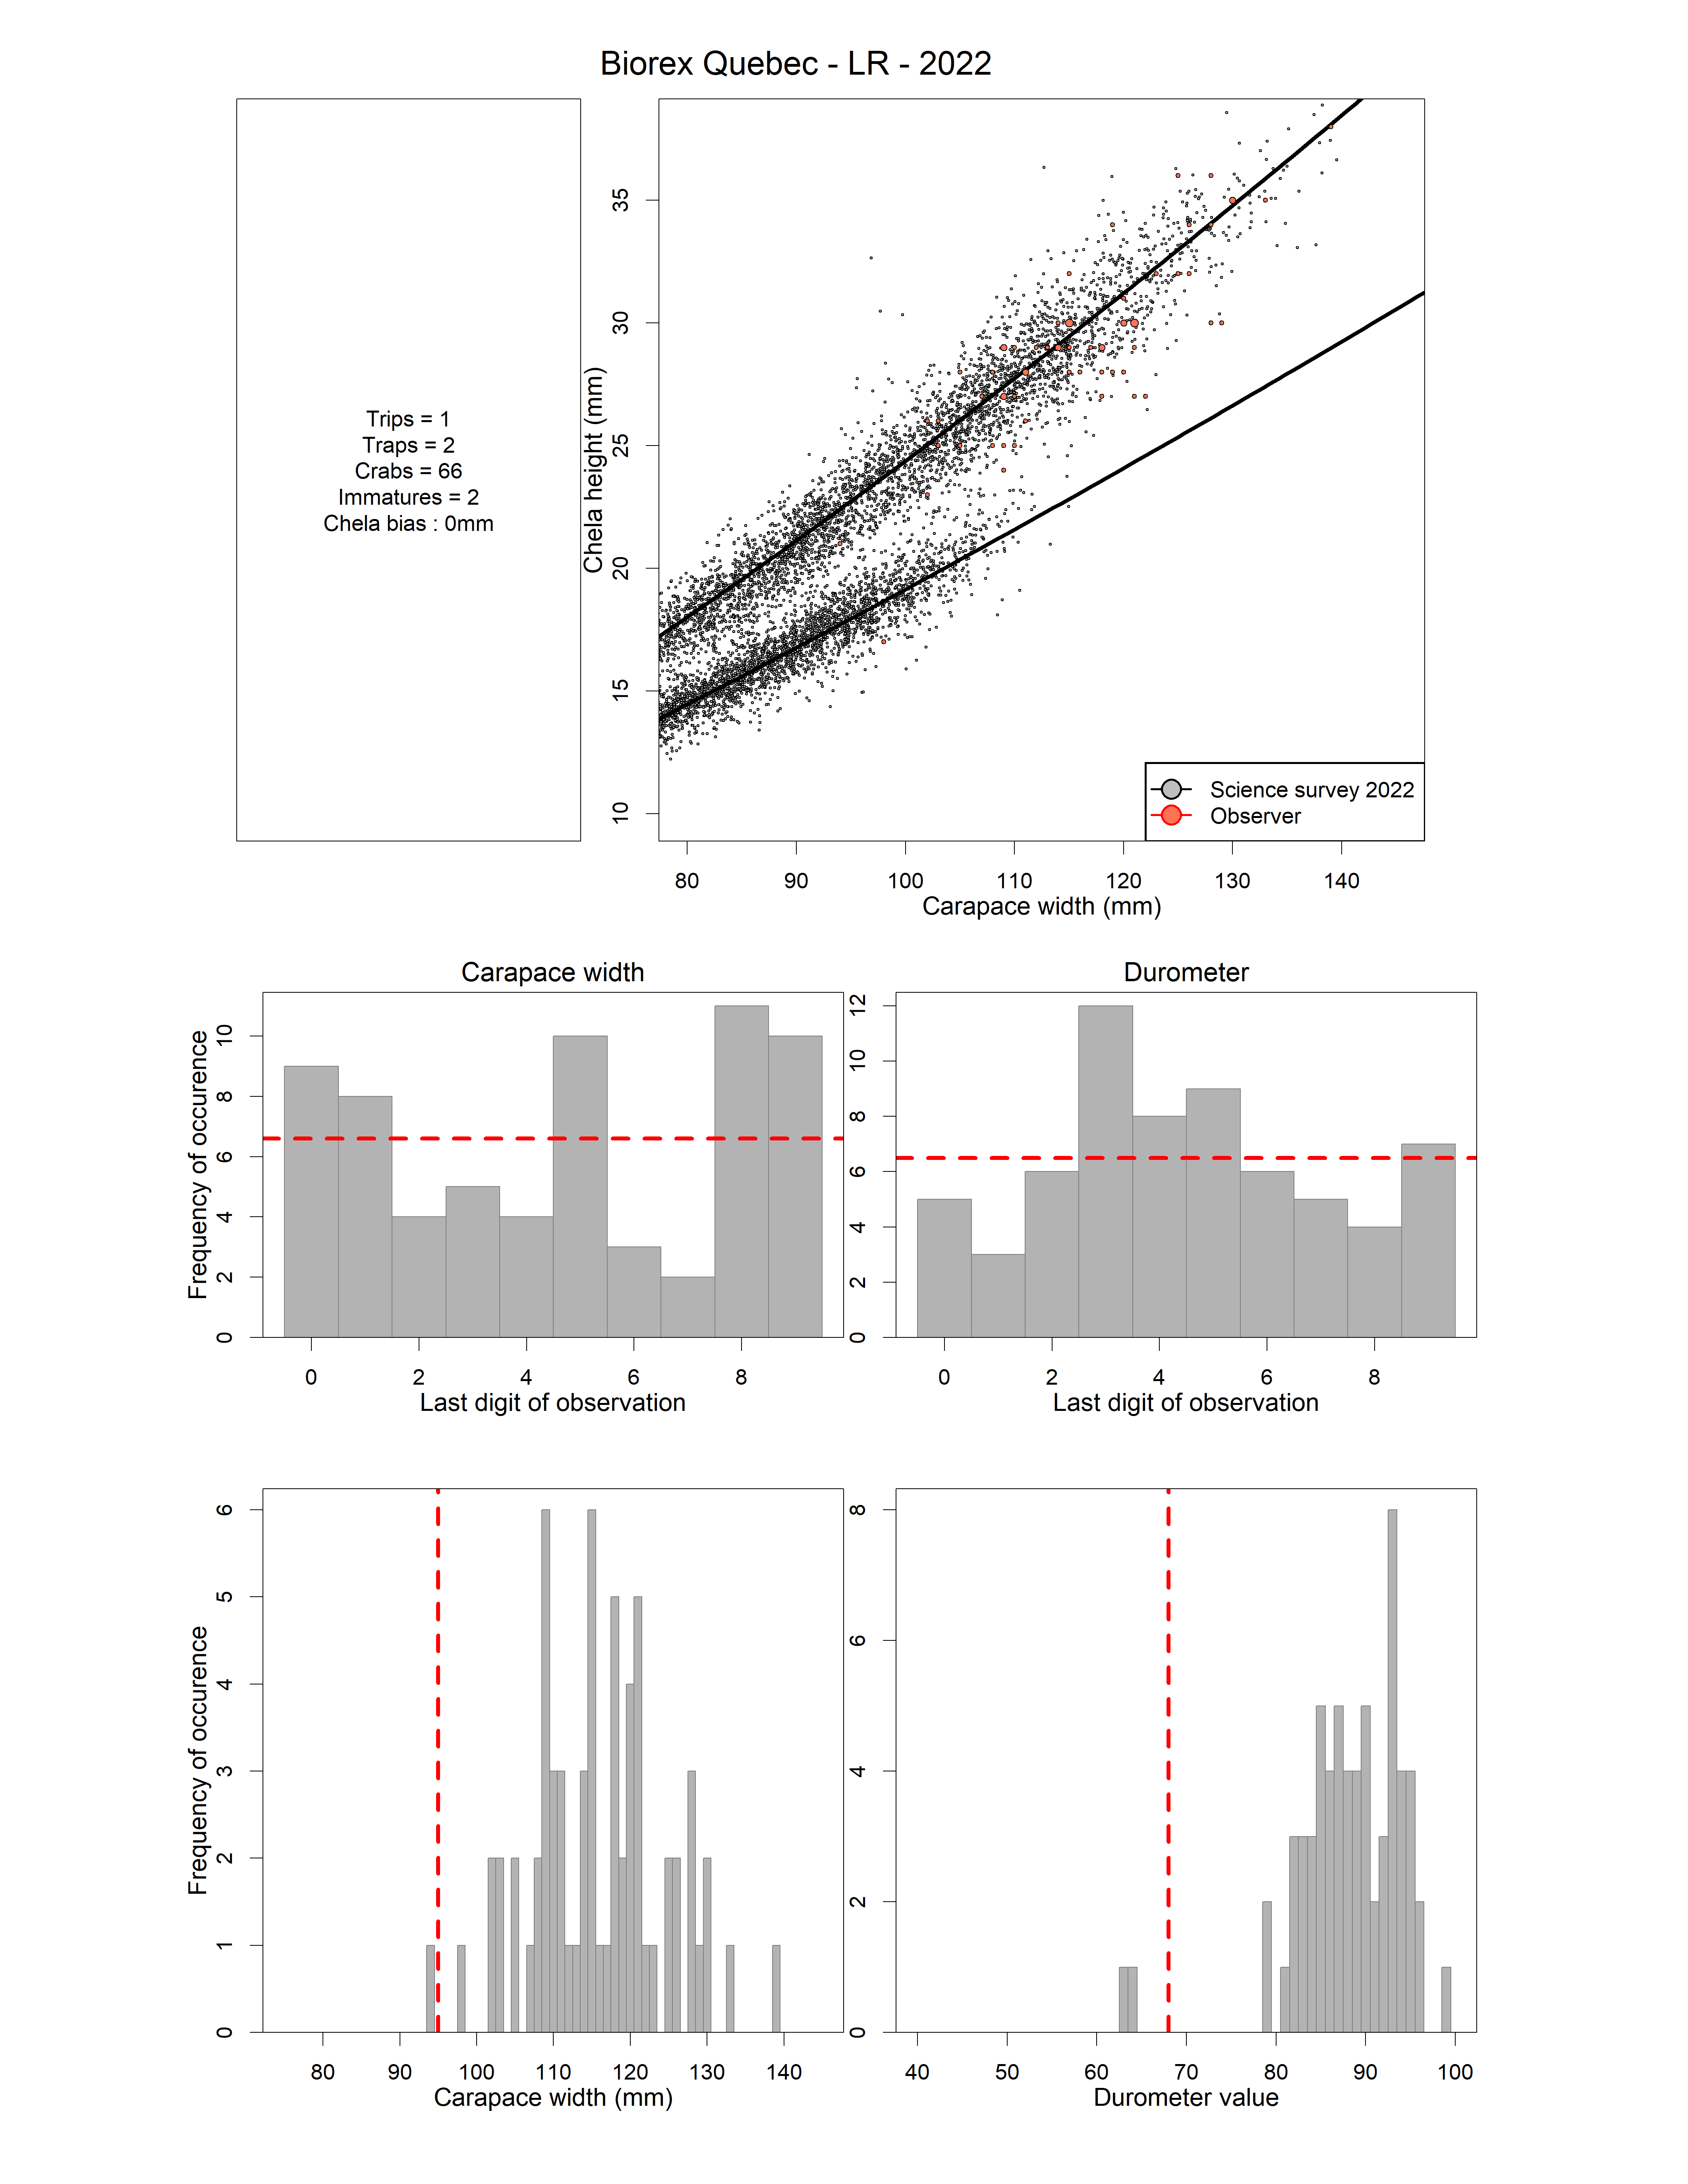 Biorex Quebec - LR - 2022
Trips = 1
Traps = 2
Crabs = 66
Immatures = 2
Chela bias : 0mm
Chela height (mm)
35
30
25
20
15
10
Science survey 2022
Observer
80 90 100 110 120 130 140
Carapace width (mm)
Carapace width
Frequency of occurence
10
8
6
4
2
0
0 2 4 6 8
Last digit of observation
Durometer
12
10
8
6
4
2
0
0 2 4 6 8
Last digit of observation
Frequency of occurence
6
5
4
3
2
1
0
80 90 100 110 120 130 140
Carapace width (mm)
8
6
4
2
0
40 50 60 70 80 90 100
Durometer value